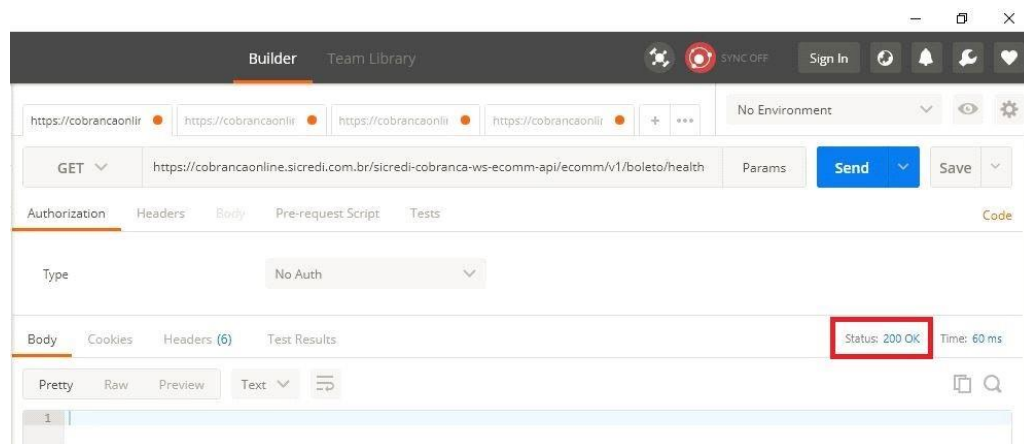 Builder Team Library SYNC OFF Sign In
https://cobrancaonlir https://cobrancaonlir https://cobrancaonlir https://cobrancaonlir + ••• No Environment
GET https://cobrancaonline.sicredi.com.br/sicredi-cobranca-ws-ecomm-api/ecomm/v1/boleto/health Params Send Save
Authorization Headers Body Pre-request Script Tests Code
Type No Auth
Body Cookies Headers (6) Test Results Status: 200 OK Time: 60 ms
Pretty Raw Preview Text
1